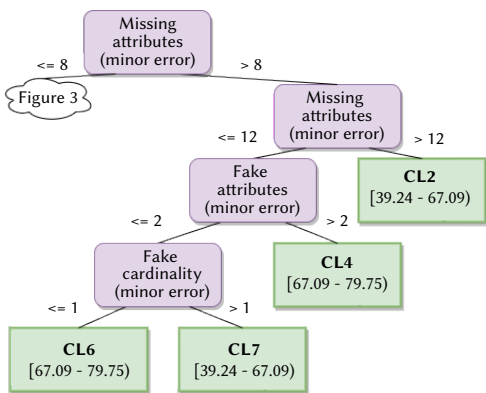 Missing
attributes
(minor error)
<= 8
> 8
Figure 3
Missing
attributes
(minor error)
<= 12
> 12
Fake
attributes
(minor error)
CL2
[39.24 - 67.09)
<= 2
> 2
Fake
cardinality
(minor error)
CL4
[67.09 - 79.75)
<= 1
> 1
CL6
[67.09 - 79.75)
CL7
[39.24 - 67.09)